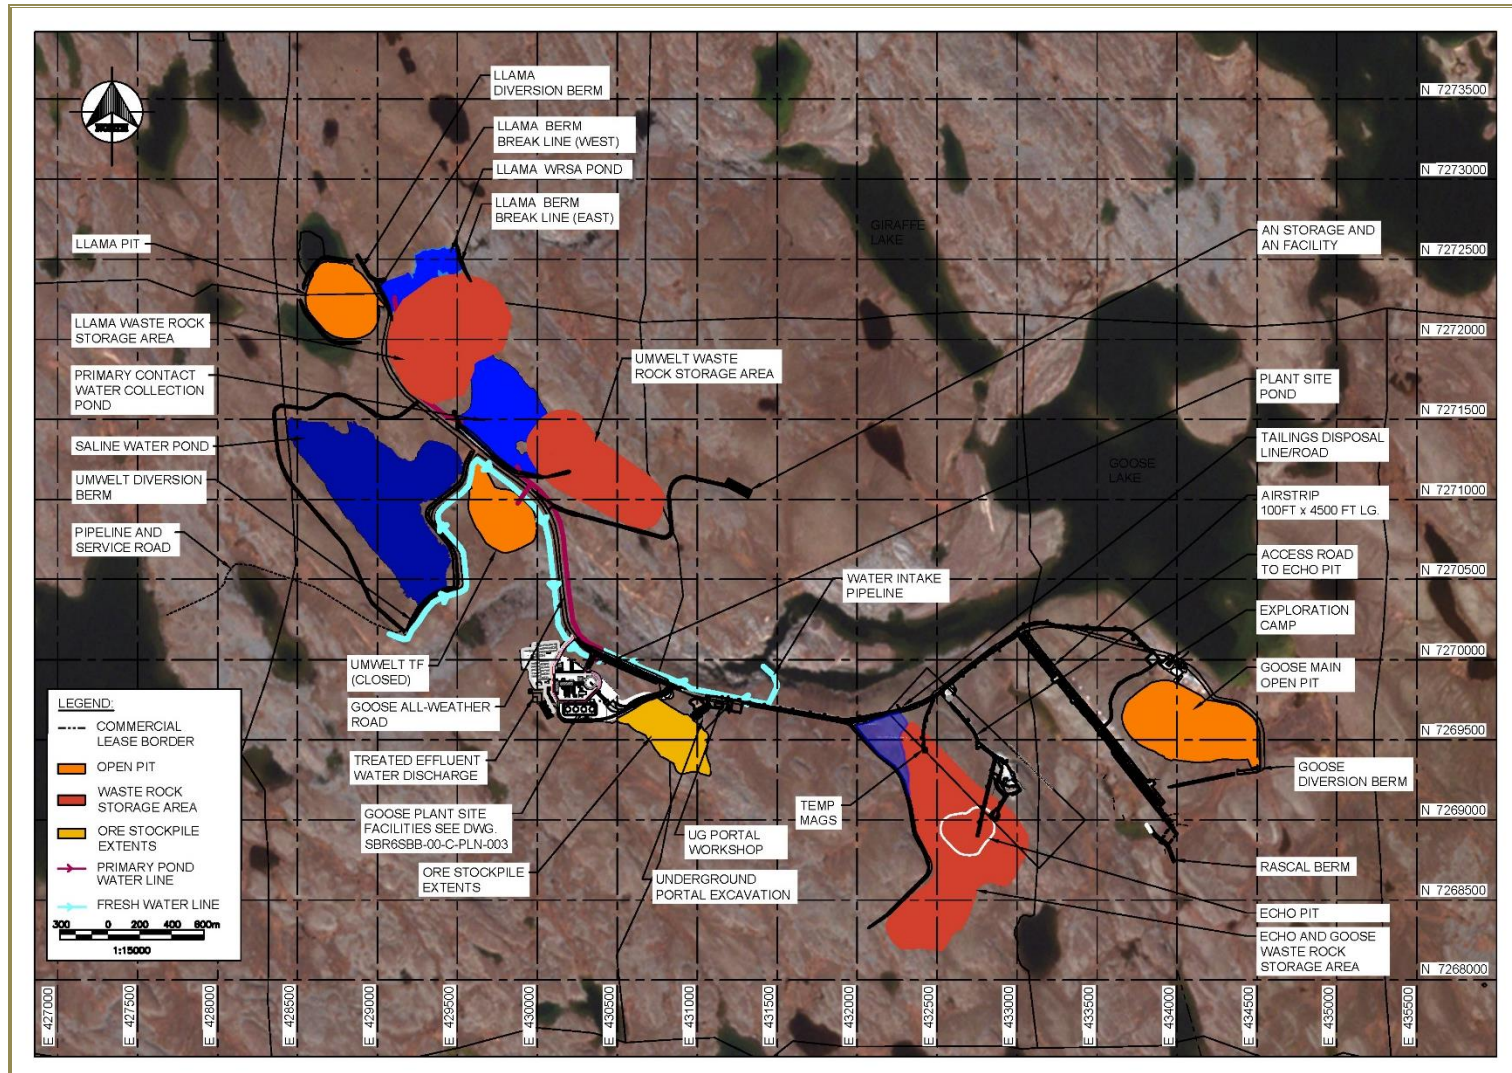 LLAMA
DIVERSION BERM
LLAMA BERM
BREAK LINE (WEST)
LLAMA WRSA POND
LLAMA BERM
BREAK LINE (EAST)
NORTH
LLAMA PIT
LLAMA WASTE ROCK
STORAGE AREA
PRIMARY CONTACT
WATER COLLECTION
POND
SALINE WATER POND
UMWELT DIVERSION
BERM
PIPELINE AND
SERVICE ROAD
UMWELT WASTE
ROCK STORAGE AREA
GIRAFFE
LAKE
GOOSE
LAKE
AN STORAGE AND
AN FACILITY
PLANT SITE
POND
TAILINGS DISPOSAL
LINE/ROAD
AIRSTRIP
100FT x 4500 FT LG.
ACCESS ROAD
TO ECHO PIT
EXPLORATION
CAMP
GOOSE MAIN
OPEN PIT
WATER INTAKE
PIPELINE
UMWELT TF
(CLOSED)
GOOSE ALL-WEATHER
ROAD
TREATED EFFLUENT
WATER DISCHARGE
GOOSE PLANT SITE
FACILITIES SEE DWG.
SBR6SBB-00-C-PLN-003
ORE STOCKPILE
EXTENTS
UG PORTAL
WORKSHOP
UNDERGROUND
PORTAL EXCAVATION
TEMP
MAGS
GOOSE
DIVERSION BERM
RASCAL BERM
ECHO PIT
ECHO AND GOOSE
WASTE ROCK
STORAGE AREA
LEGEND:
COMMERCIAL
LEASE BORDER
OPEN PIT
WASTE ROCK
STORAGE AREA
ORE STOCKPILE
EXTENTS
PRIMARY POND
WATER LINE
FRESH WATER LINE
300 0 200 400 600m
1:15000
N 7273500
N 7273000
N 7272500
N 7272000
N 7271500
N 7271000
N 7270500
N 7270000
N 7269500
N 7269000
N 7268500
N 7268000
E 427000
E 427500
E 428000
E 428500
E 429000
E 429500
E 430000
E 430500
E 431000
E 431500
E 432000
E 432500
E 433000
E 433500
E 434000
E 434500
E 435000
E 435500